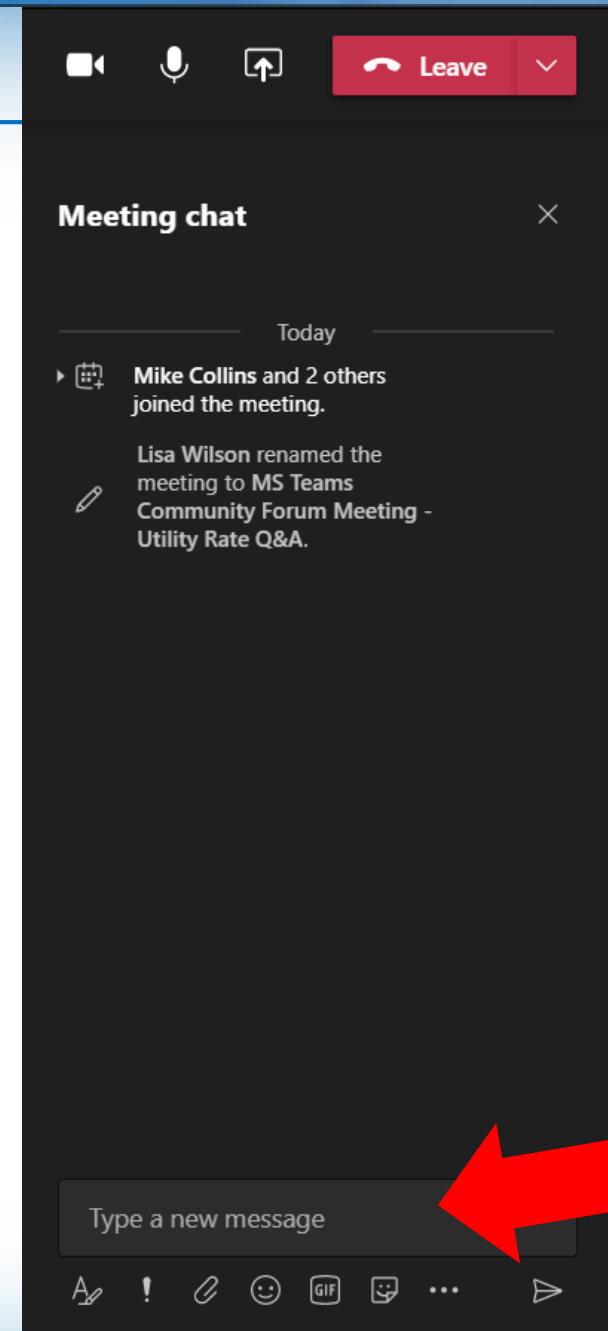 Leave
Meeting chat
Today
Mike Collins and 2 others
joined the meeting.
Lisa Wilson renamed the
meeting to MS Teams
Community Forum Meeting -
Utility Rate Q&A.
Type a new message
GIF